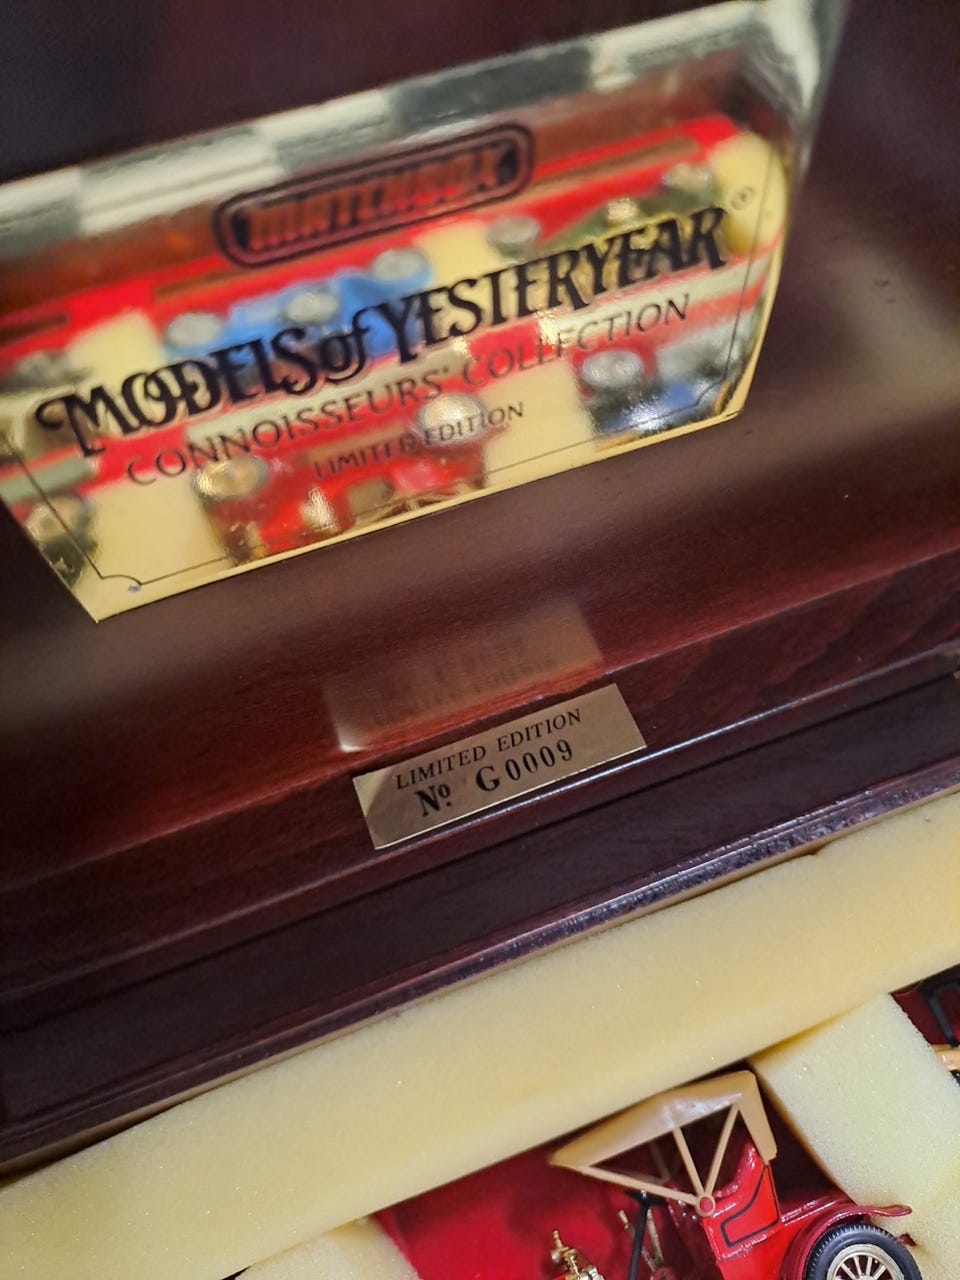 MATCHBOX
MODELS of YESTERYEAR®
CONNOISSEURS' COLLECTION
LIMITED EDITION
LIMITED EDITION
Nº G0009